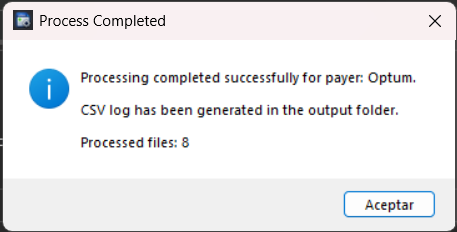 Process Completed
Processing completed successfully for payer: Optum.
CSV log has been generated in the output folder.
Processed files: 8
Aceptar